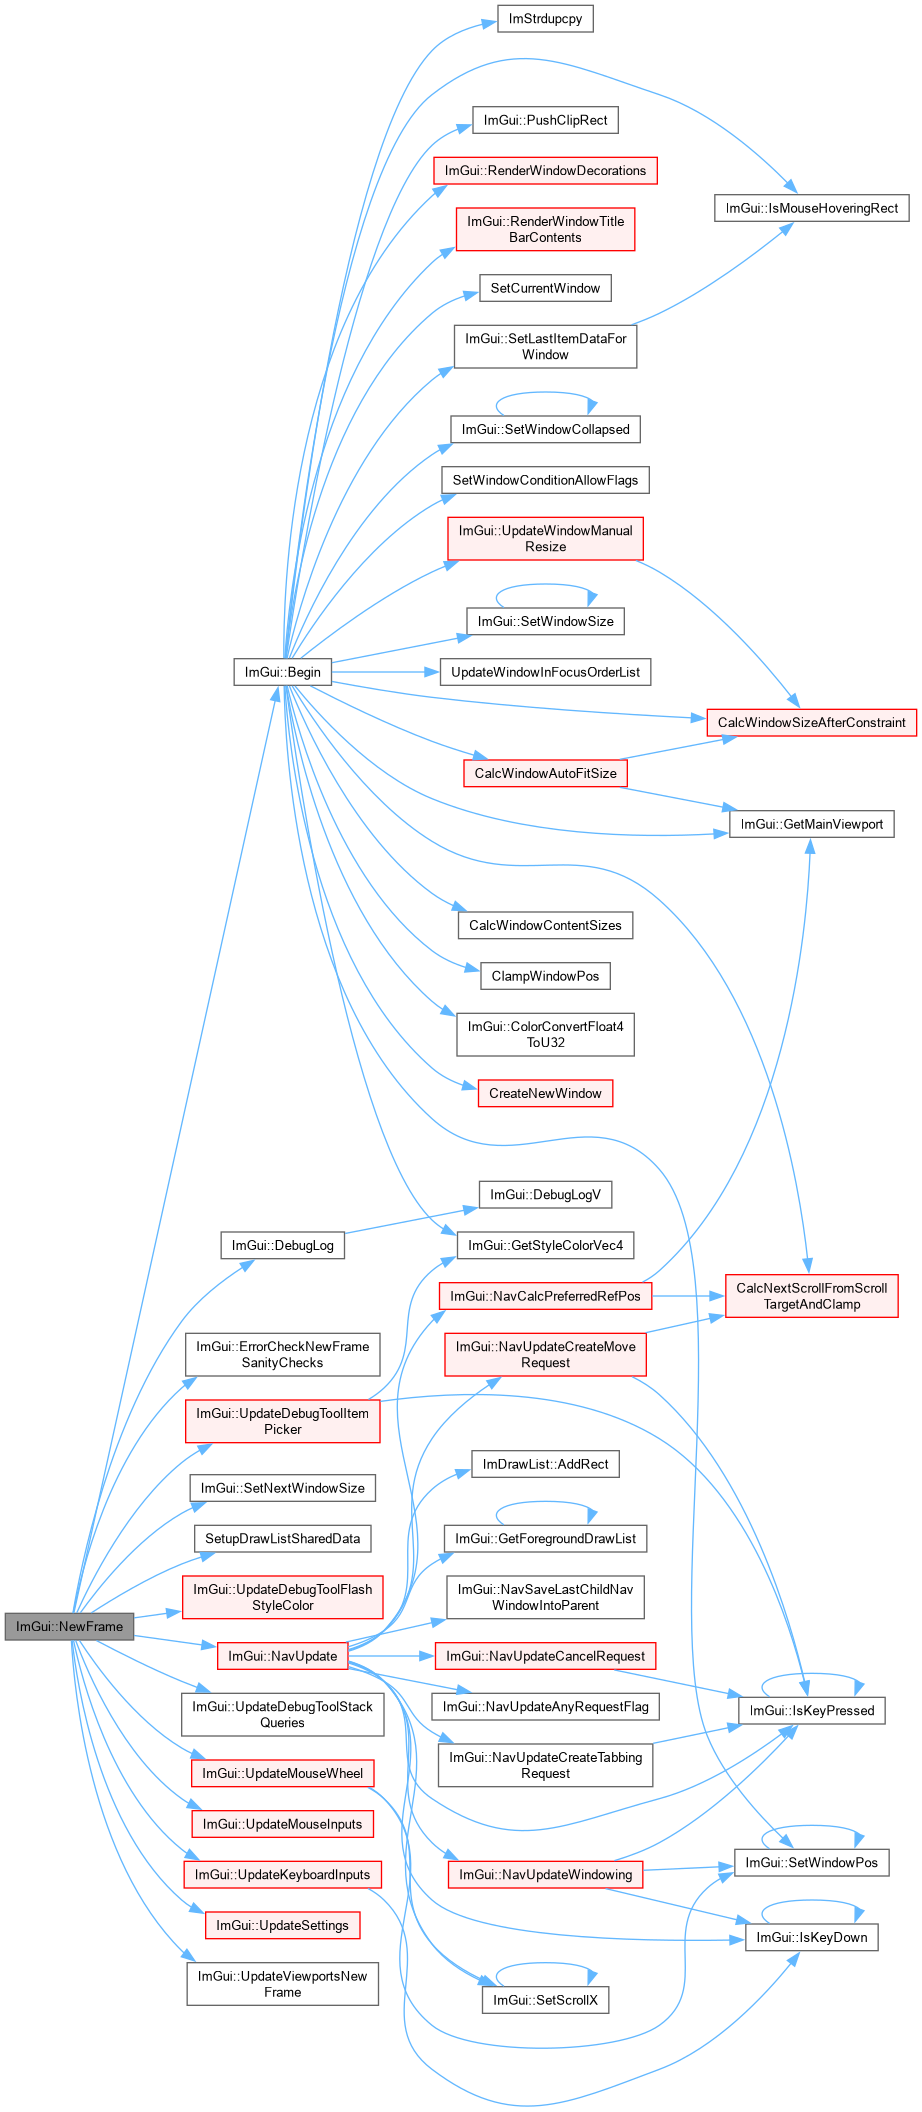 ImStrdupcpy
ImGui::PushClipRect
ImGui::RenderWindowDecorations
ImGui::IsMouseHoveringRect
ImGui::RenderWindowTitle
BarContents
SetCurrentWindow
ImGui::SetLastItemDataFor
Window
ImGui::SetWindowCollapsed
SetWindowConditionAllowFlags
ImGui::UpdateWindowManual
Resize
ImGui::SetWindowSize
ImGui::Begin
UpdateWindowInFocusOrderList
CalcWindowSizeAfterConstraint
CalcWindowAutoFitSize
ImGui::GetMainViewport
CalcWindowContentSizes
ClampWindowPos
ImGui::ColorConvertFloat4
ToU32
CreateNewWindow
ImGui::DebugLogV
ImGui::DebugLog
ImGui::GetStyleColorVec4
ImGui::NavCalcPreferredRefPos
CalcNextScrollFromScroll
TargetAndClamp
ImGui::ErrorCheckNewFrame
SanityChecks
ImGui::NavUpdateCreateMove
Request
ImGui::UpdateDebugToolItem
Picker
ImDrawList::AddRect
ImGui::SetNextWindowSize
SetupDrawListSharedData
ImGui::GetForegroundDrawList
ImGui::UpdateDebugToolFlash
StyleColor
ImGui::NavSaveLastChildNav
WindowIntoParent
ImGui::NewFrame
ImGui::NavUpdate
ImGui::NavUpdateCancelRequest
ImGui::UpdateDebugToolStack
Queries
ImGui::NavUpdateAnyRequestFlag
ImGui::IsKeyPressed
ImGui::NavUpdateCreateTabbing
Request
ImGui::UpdateMouseWheel
ImGui::UpdateMouseInputs
ImGui::UpdateKeyboardInputs
ImGui::NavUpdateWindowing
ImGui::SetWindowPos
ImGui::UpdateSettings
ImGui::IsKeyDown
ImGui::UpdateViewportsNew
Frame
ImGui::SetScrollX